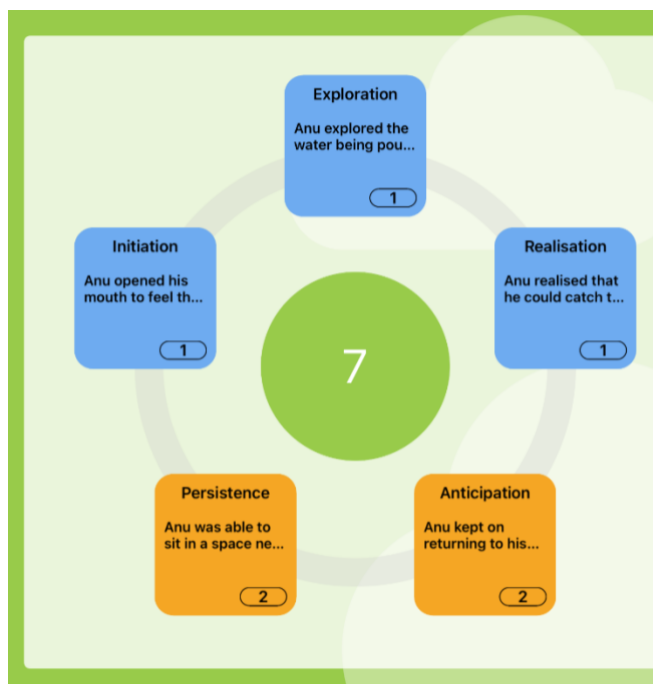 Exploration
Anu explored the
water being pou...
1
Initiation
Anu opened his
mouth to feel th...
1
Realisation
Anu realised that
he could catch t...
1
7
Persistence
Anu was able to
sit in a space ne...
2
Anticipation
Anu kept on
returning to his...
2